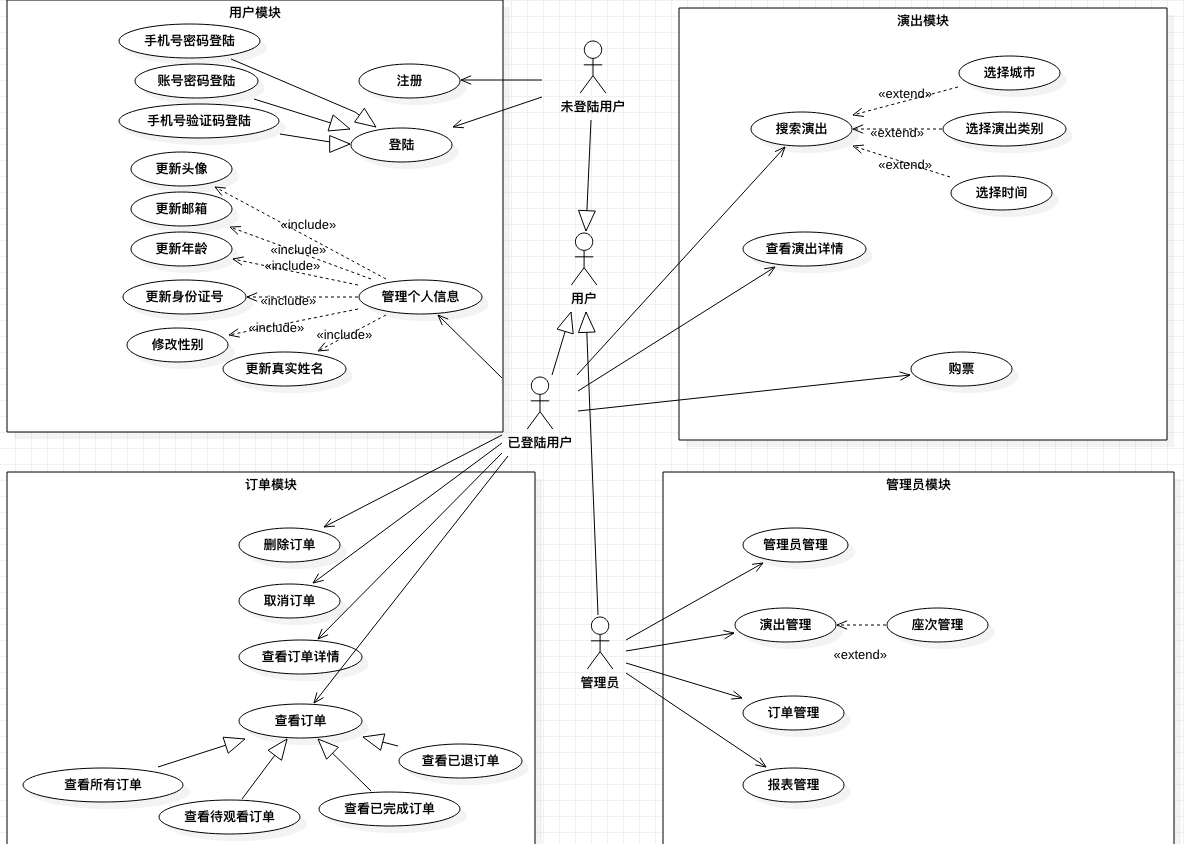 用户模块
手机号密码登陆
账号密码登陆
手机号验证码登陆
注册
登陆
更新头像
更新邮箱
更新年龄
更新身份证号
修改性别
更新真实姓名
管理个人信息
«include»
«include»
«include»
«include»
«include»
«include»
未登陆用户
用户
已登陆用户
管理员
演出模块
选择城市
搜索演出
选择演出类别
选择时间
«extend»
«extend»
«extend»
查看演出详情
购票
订单模块
删除订单
取消订单
查看订单详情
查看订单
查看所有订单
查看待观看订单
查看已完成订单
查看已退订单
管理员模块
管理员管理
演出管理
座次管理
«extend»
订单管理
报表管理